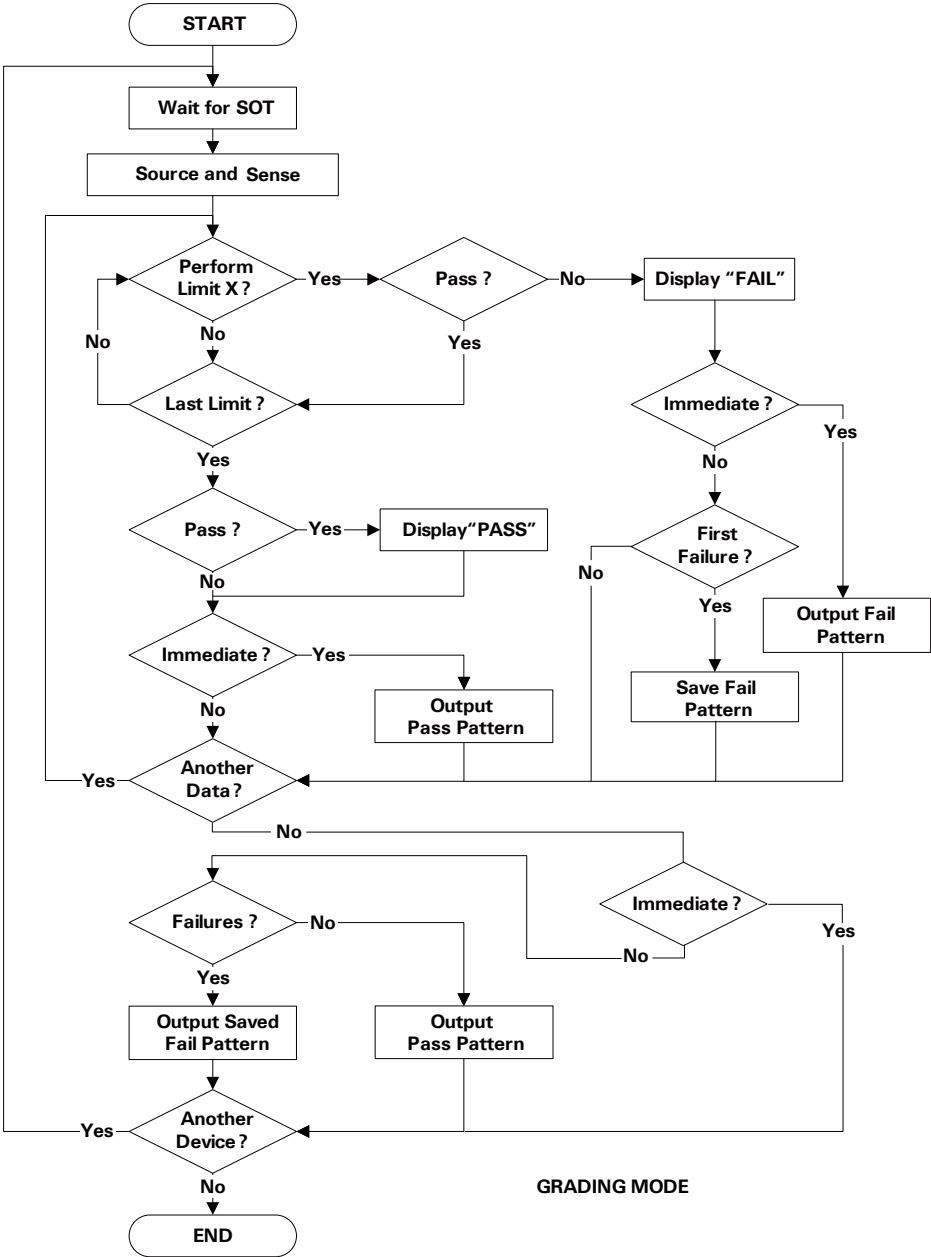 START
Wait for SOT
Source and Sense
Perform
Limit X ?
Yes
Pass ?
No
Display “FAIL”
No
No
Yes
Last Limit ?
Immediate ?
Yes
Yes
No
Pass ?
Yes
Display“PASS”
First
Failure ?
No
No
Yes
Output Fail
Pattern
Immediate ?
Yes
Save Fail
Pattern
No
Output
Pass Pattern
Yes
Another
Data ?
No
Immediate ?
Failures ?
No
Yes
No
Yes
Output Saved
Fail Pattern
Output
Pass Pattern
Yes
Another
Device ?
No
GRADING MODE
END